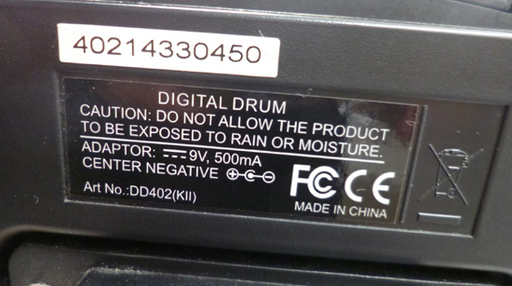 40214330450
DIGITAL DRUM
CAUTION: DO NOT ALLOW THE PRODUCT
TO BE EXPOSED TO RAIN OR MOISTURE.
ADAPTOR: ⎓ 9V, 500mA
CENTER NEGATIVE ⊕-C-⊖
Art No.:DD402(KII)
FC CE
MADE IN CHINA